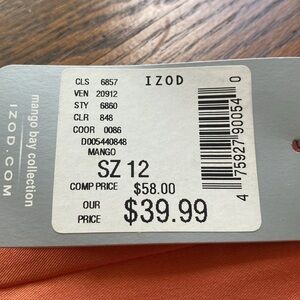 CLS 6857
IZOD
VEN 20912
STY 6860
CLR 848
COOR 0086
D005440848
MANGO
SZ 12
COMP PRICE $58.00
OUR PRICE $39.99
4 75927 90054 0
mango bay collection
IZOD.COM